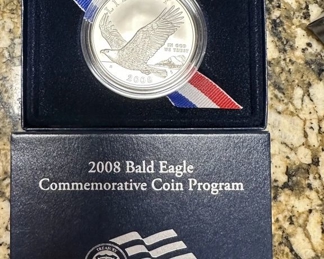 IN GOD
WE TRUST
2008
2008 Bald Eagle
Commemorative Coin Program